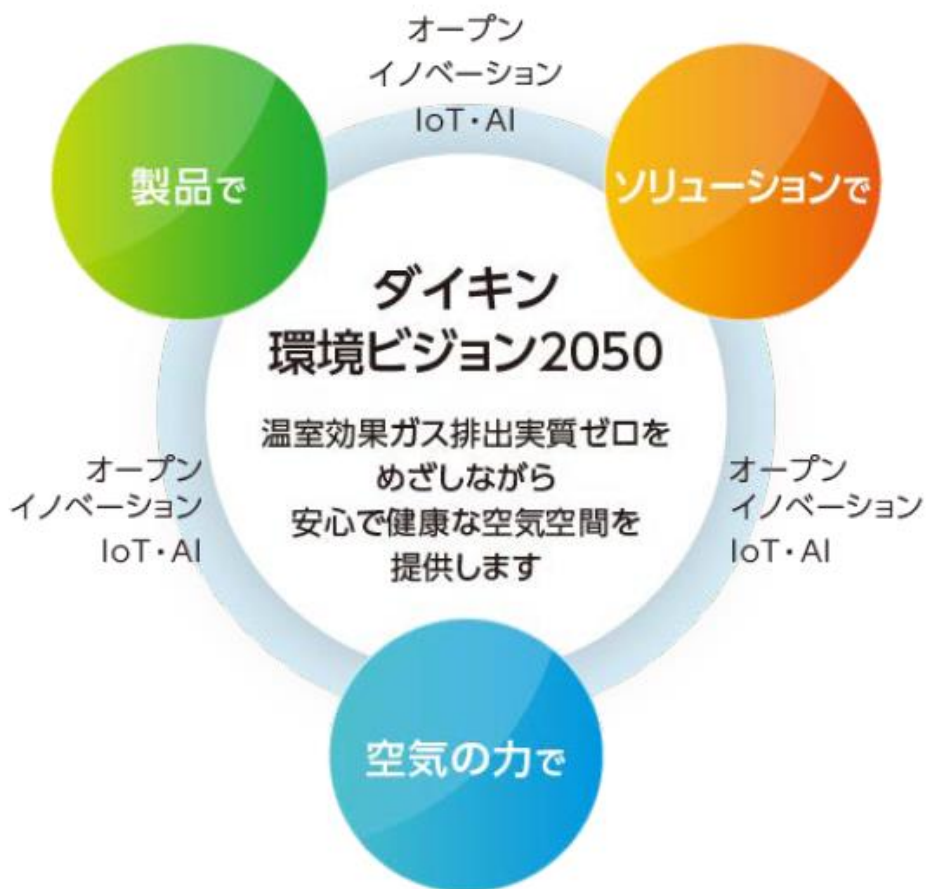 オープン
イノベーション
IoT・AI
製品で
ソリューションで
ダイキン
環境ビジョン2050
温室効果ガス排出実質ゼロを
めざしながら
安心で健康な空気空間を
提供します
オープン
イノベーション
IoT・AI
オープン
イノベーション
IoT・AI
空気の力で